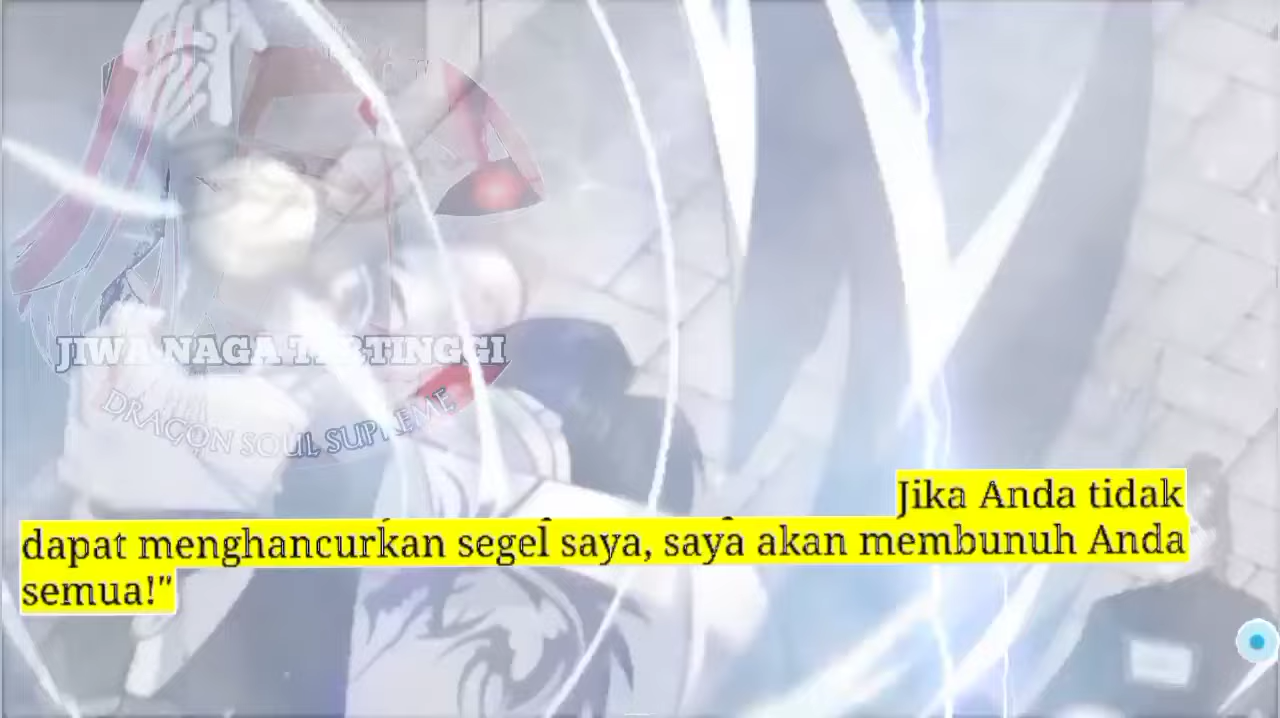 JIWA NAGA TERTINGGI
DRAGON SOUL SUPREME
Jika Anda tidak
dapat menghancurkan segel saya, saya akan membunuh Anda
semua!"